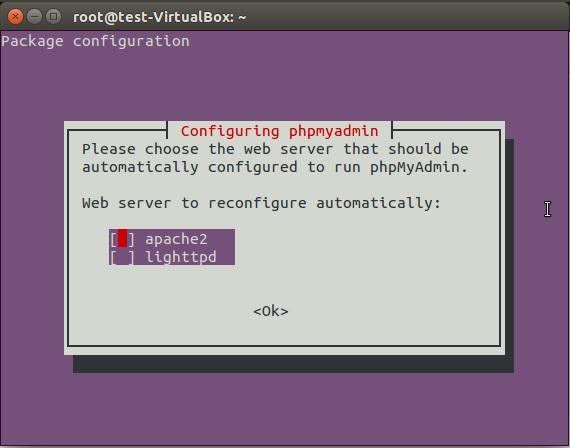 root@test-VirtualBox: ~
Package configuration
Configuring phpmyadmin
Please choose the web server that should be
automatically configured to run phpMyAdmin.
Web server to reconfigure automatically:
[ ] apache2
[ ] lighttpd
<Ok>